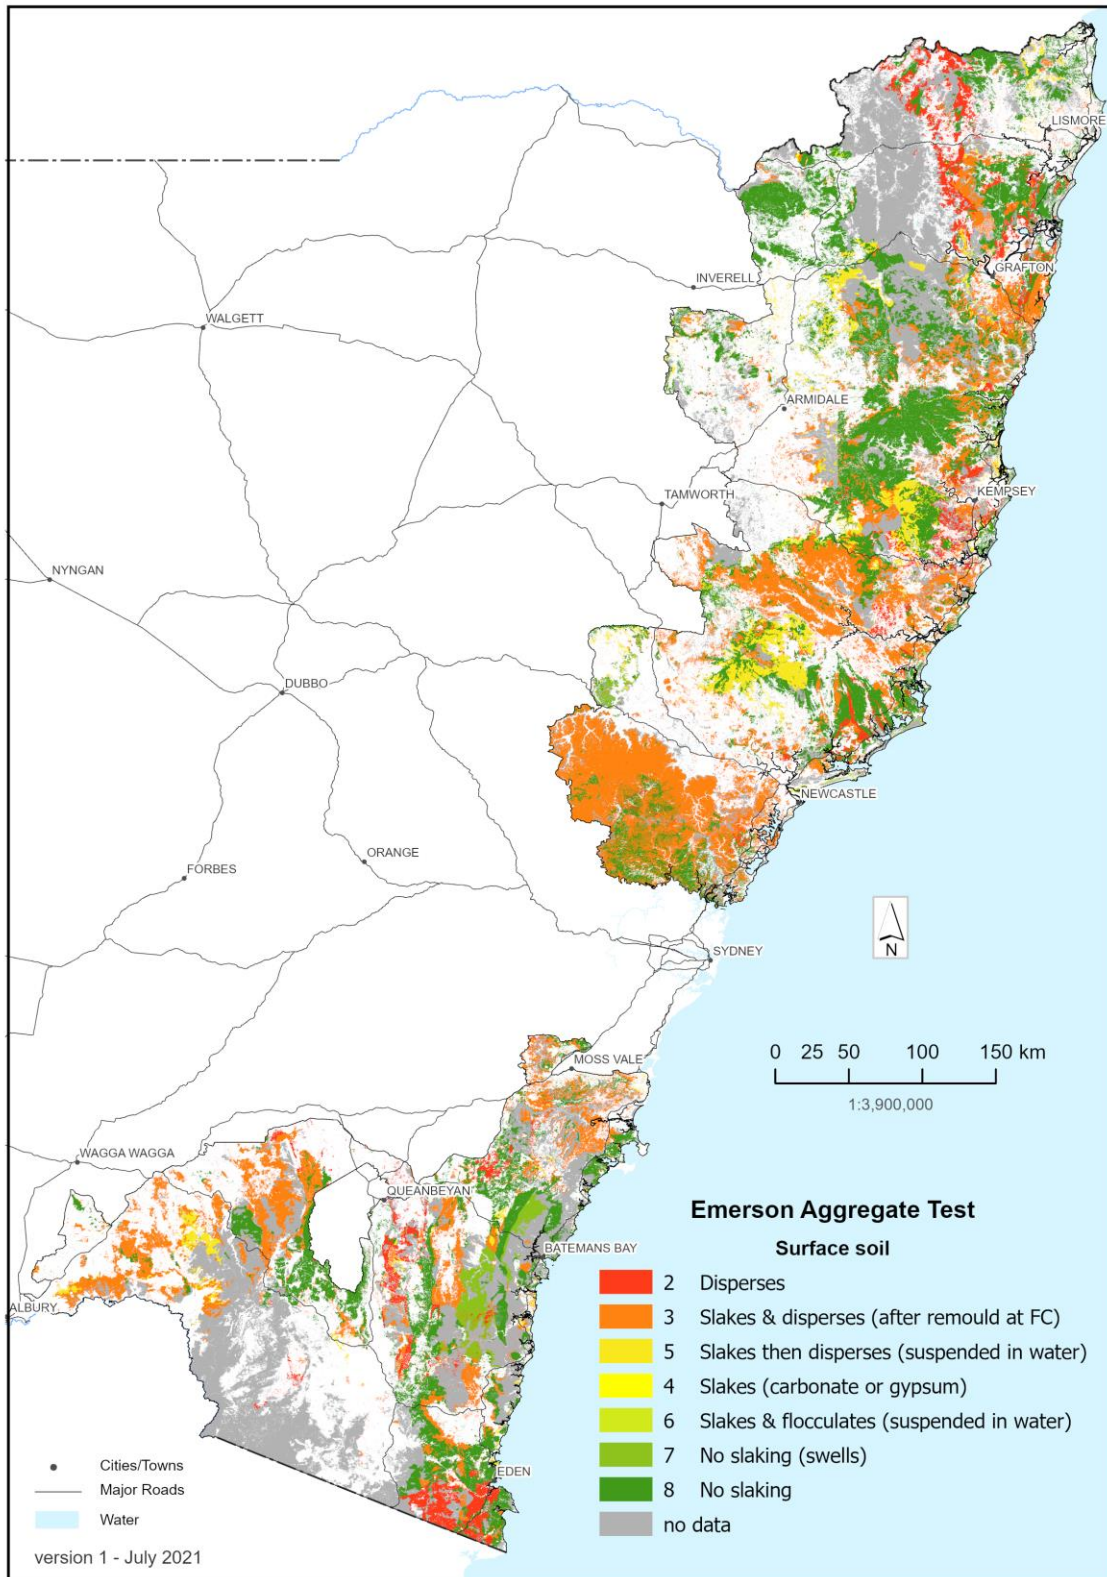 LISMORE
INVERELL
GRAFTON
WALGETT
ARMIDALE
KEMPSEY
TAMWORTH
NYNGAN
DUBBO
NEWCASTLE
ORANGE
FORBES
N
SYDNEY
0 25 50 100 150 km
1:3,900,000
MOSS VALE
WAGGA WAGGA
QUEANBEYAN
BATEMANS BAY
ALBURY
EDEN
Emerson Aggregate Test
Surface soil
2 Disperses
3 Slakes & disperses (after remould at FC)
5 Slakes then disperses (suspended in water)
4 Slakes (carbonate or gypsum)
6 Slakes & flocculates (suspended in water)
7 No slaking (swells)
8 No slaking
no data
Cities/Towns
Major Roads
Water
version 1 - July 2021